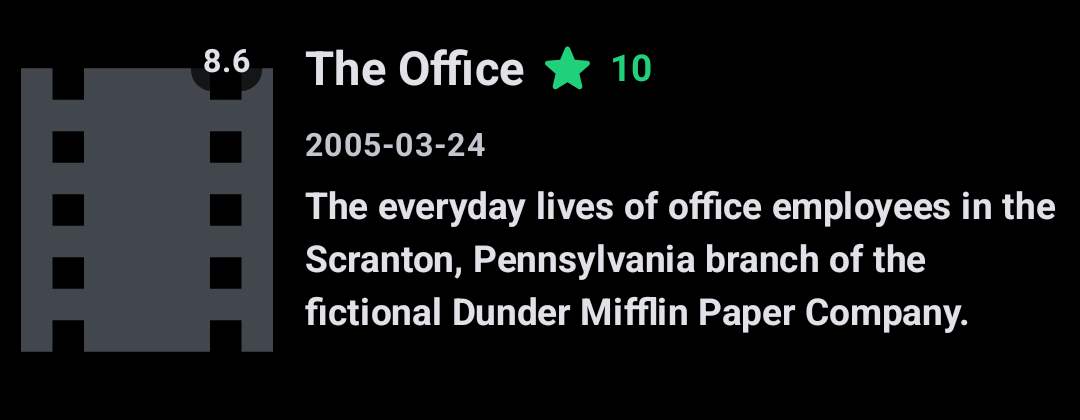 8.6
The Office 10
2005-03-24
The everyday lives of office employees in the
Scranton, Pennsylvania branch of the
fictional Dunder Mifflin Paper Company.